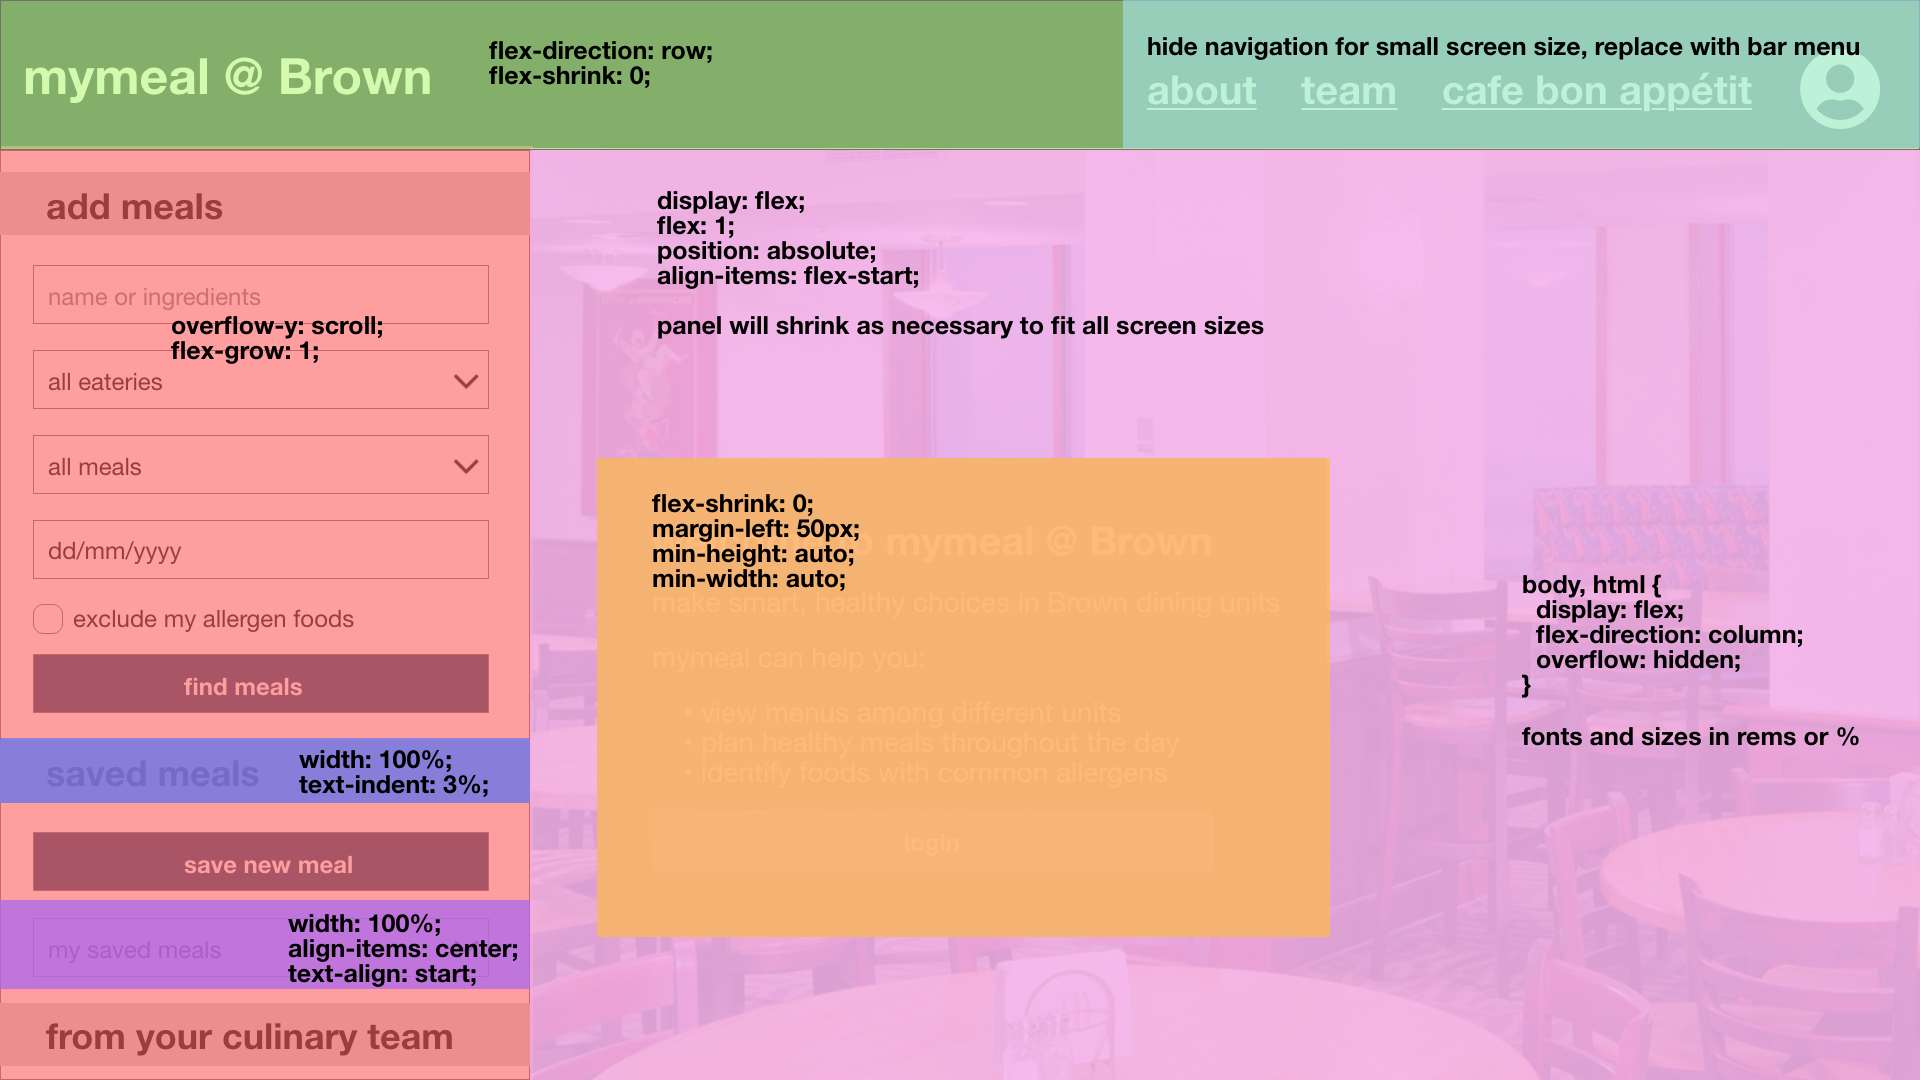 mymeal @ Brown
flex-direction: row;
flex-shrink: 0;
hide navigation for small screen size, replace with bar menu
about team cafe bon appétit
add meals
name or ingredients
overflow-y: scroll;
flex-grow: 1;
all eateries
all meals
dd/mm/yyyy
exclude my allergen foods
find meals
saved meals
width: 100%;
text-indent: 3%;
save new meal
my saved meals
width: 100%;
align-items: center;
text-align: start;
from your culinary team
display: flex;
flex: 1;
position: absolute;
align-items: flex-start;
panel will shrink as necessary to fit all screen sizes
flex-shrink: 0;
margin-left: 50px;
min-height: auto;
min-width: auto;
mymeal @ Brown
make smart, healthy choices in Brown dining units
mymeal can help you:
• view menus among different units
• plan healthy meals throughout the day
• identify foods with common allergens
login
body, html {
display: flex;
flex-direction: column;
overflow: hidden;
}
fonts and sizes in rems or %